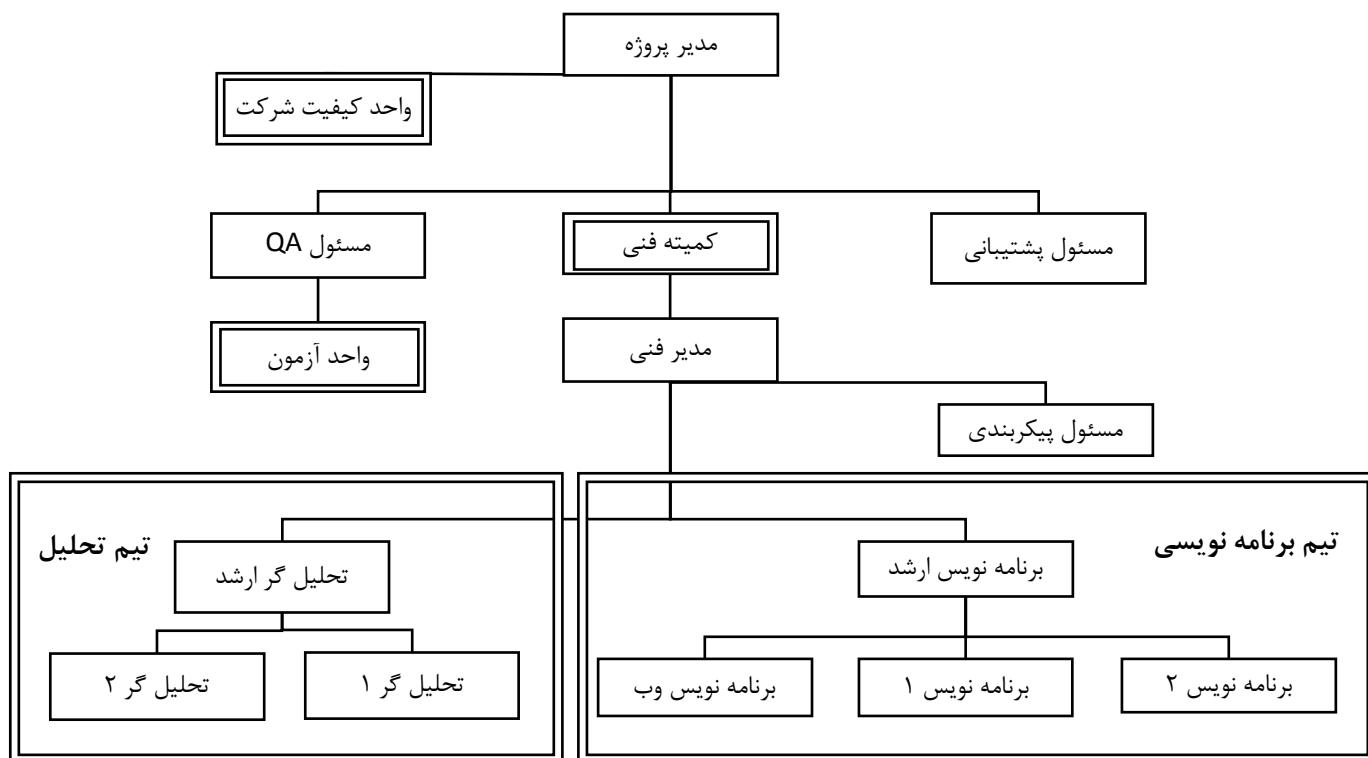 مدیر پروژه
واحد کیفیت شرکت
مسئول پشتیبانی
کمیته فنی
مسئول QA
مدیر فنی
واحد آزمون
مسئول پیکربندی
تیم برنامه نویسی
برنامه نویس ارشد
برنامه نویس ۲
برنامه نویس ۱
برنامه نویس وب
تیم تحلیل
تحلیل گر ارشد
تحلیل گر ۱
تحلیل گر ۲